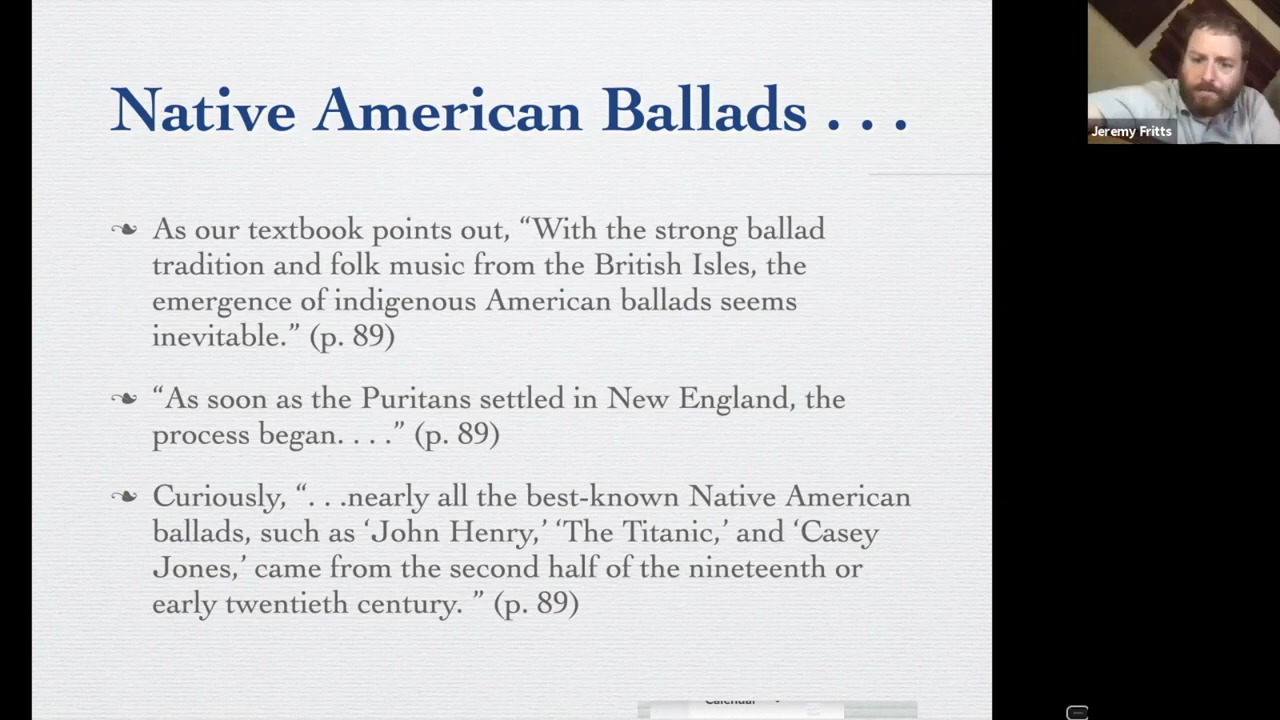 Native American Ballads . . .
Jeremy Fritts
As our textbook points out, “With the strong ballad
tradition and folk music from the British Isles, the
emergence of indigenous American ballads seems
inevitable.” (p. 89)
“As soon as the Puritans settled in New England, the
process began. . . .” (p. 89)
Curiously, “. . .nearly all the best-known Native American
ballads, such as ‘John Henry,’ ‘The Titanic,’ and ‘Casey
Jones,’ came from the second half of the nineteenth or
early twentieth century. ” (p. 89)
Calendar